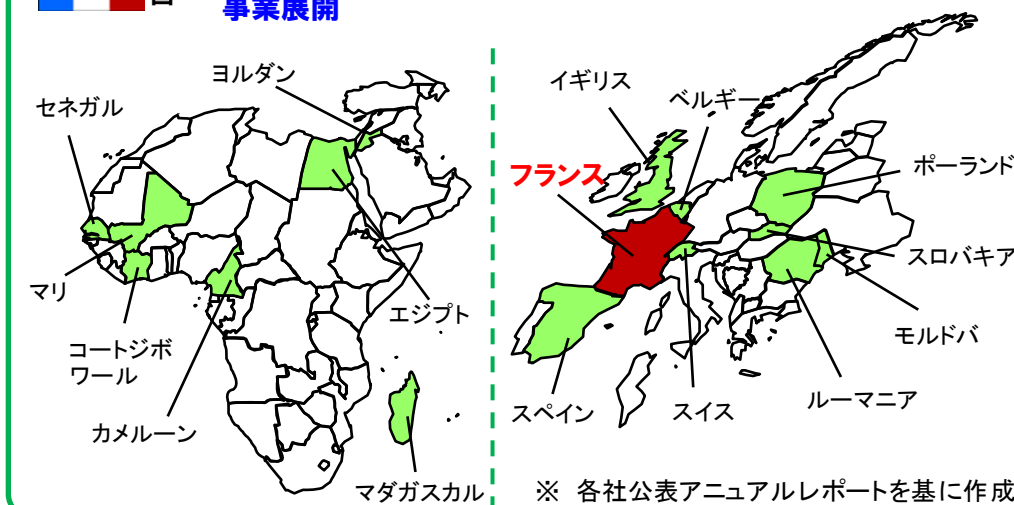 事業展開
ヨルダン
セネガル
マリ
コートジボ
ワール
カメルーン
エジプト
マダガスカル
イギリス
ベルギー
フランス
ポーランド
スロバキア
モルドバ
ルーマニア
スイス
スペイン
※ 各社公表アニュアルレポートを基に作成